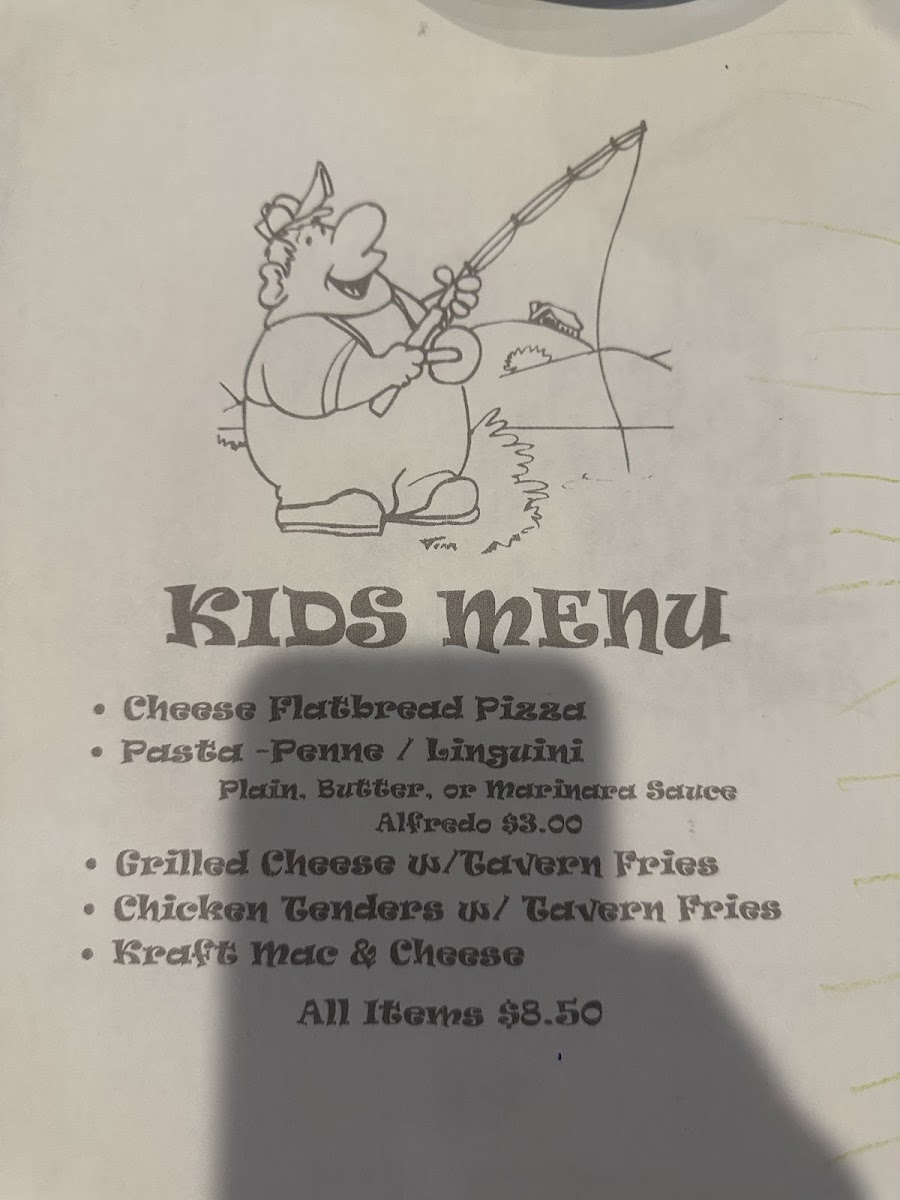 KIDS MENU
• Cheese Flatbread Pizza
• Pasta -Penne / Linguini
Plain, Butter, or Marinara Sauce
Alfredo $3.00
• Grilled Cheese w/Tavern Fries
• Chicken Tenders w/ Tavern Fries
• Kraft Mac & Cheese
All Items $8.50